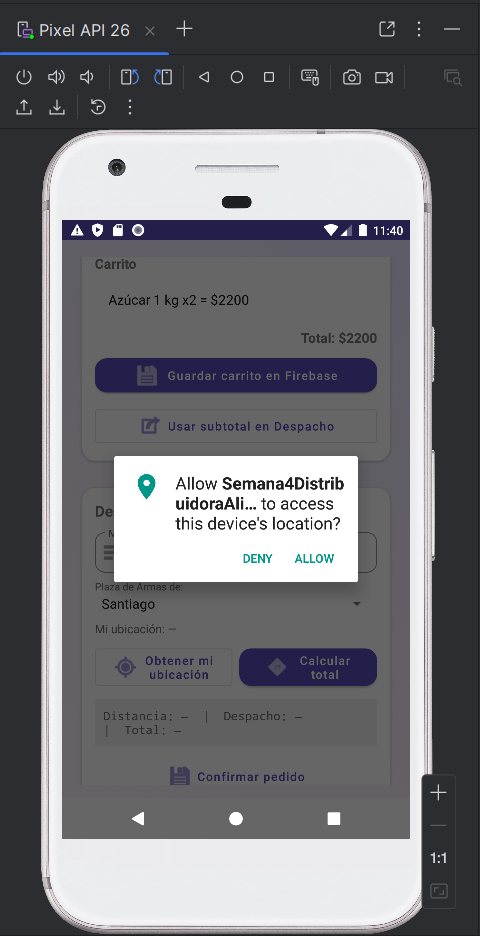 Pixel API 26
11:40
Carrito
Azúcar 1 kg x2 = $2200
Total: $2200
Guardar carrito en Firebase
Usar subtotal en Despacho
Allow Semana4Distrib
uidoraAli... to access
this device's location?
DENY
ALLOW
De
M
Plaza de Armas de:
Santiago
Mi ubicación: —
Obtener mi
ubicación
Calcular
total
Distancia: — | Despacho: —
| Total: —
Confirmar pedido
1:1